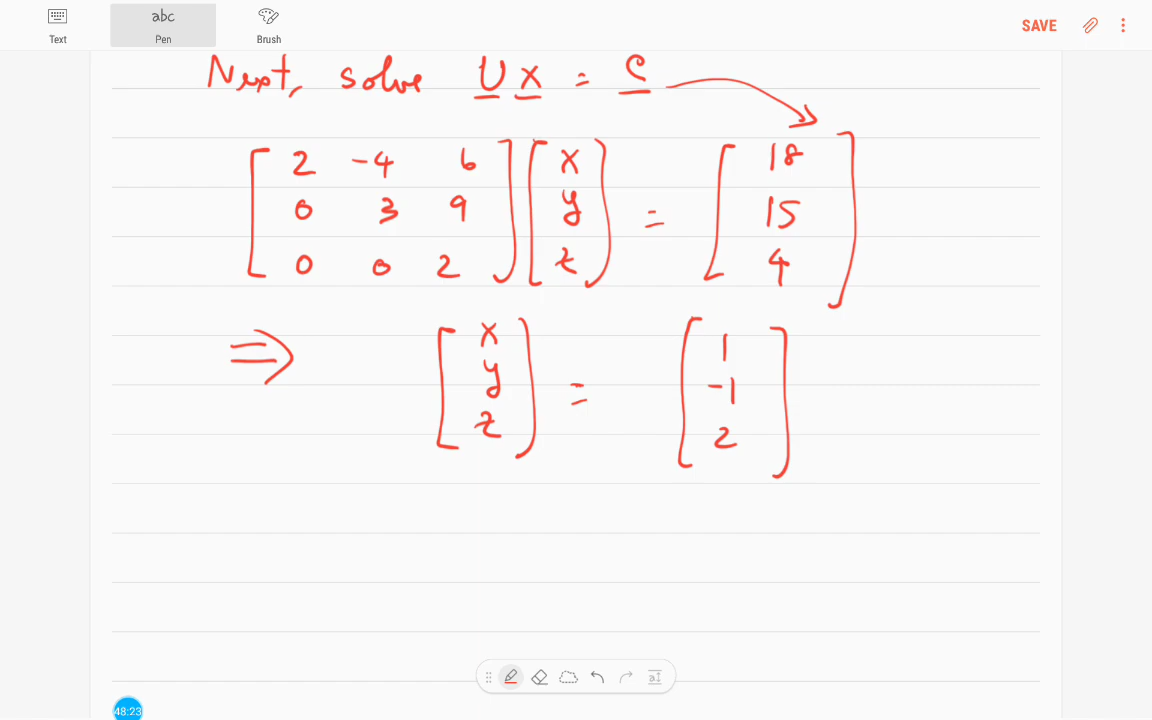 Text abc Pen Brush SAVE
Next, solve U X = C
[ 2 -4 6 ] [ x ] = [ 18 ]
[ 0 3 9 ] [ y ] [ 15 ]
[ 0 0 2 ] [ z ] [ 4 ]
⇒ [ x ] = [ 1 ]
[ y ] [ -1 ]
[ z ] [ 2 ]
48:23